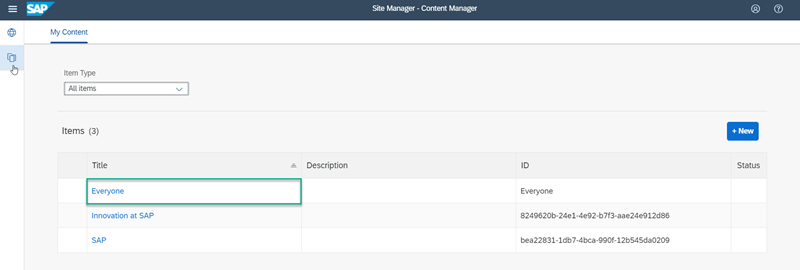 SAP
Site Manager - Content Manager
My Content
Item Type
All items
Items (3)
+ New
Title Description ID Status
Everyone Everyone
Innovation at SAP 8249620b-24e1-4e92-b7f3-aae24e912d86
SAP bea22831-1db7-4bca-990f-12b545da0209